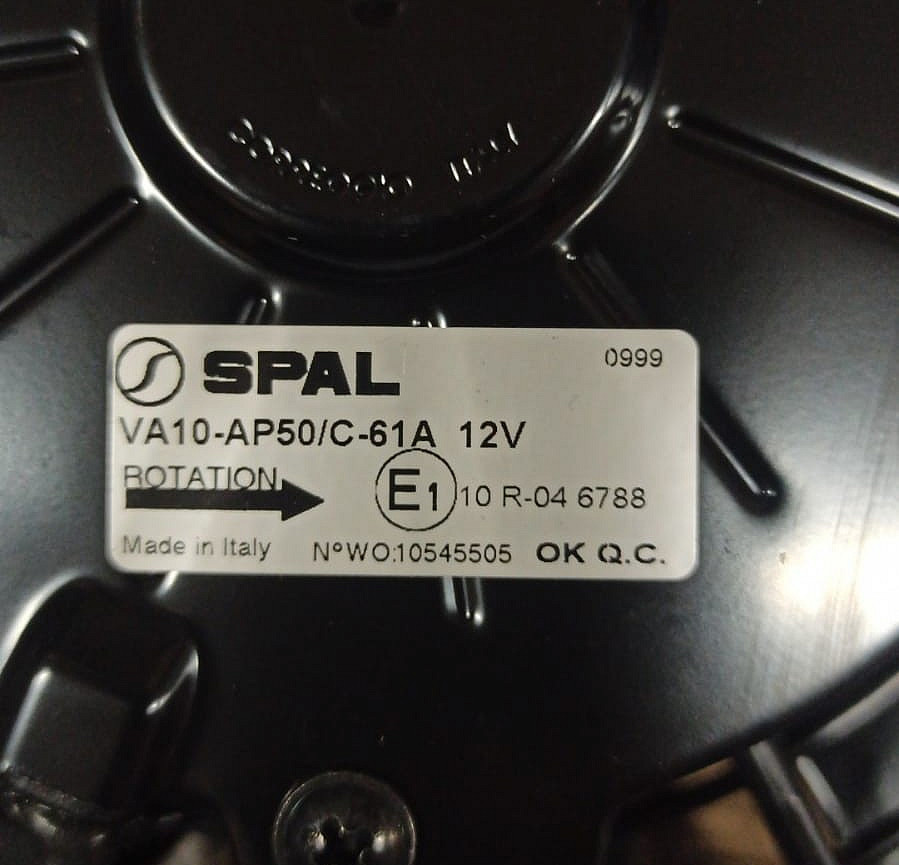 SPAL
0999
VA10-AP50/C-61A 12V
ROTATION
E1 10 R-04 6788
Made in Italy N°WO:10545505 OK Q.C.